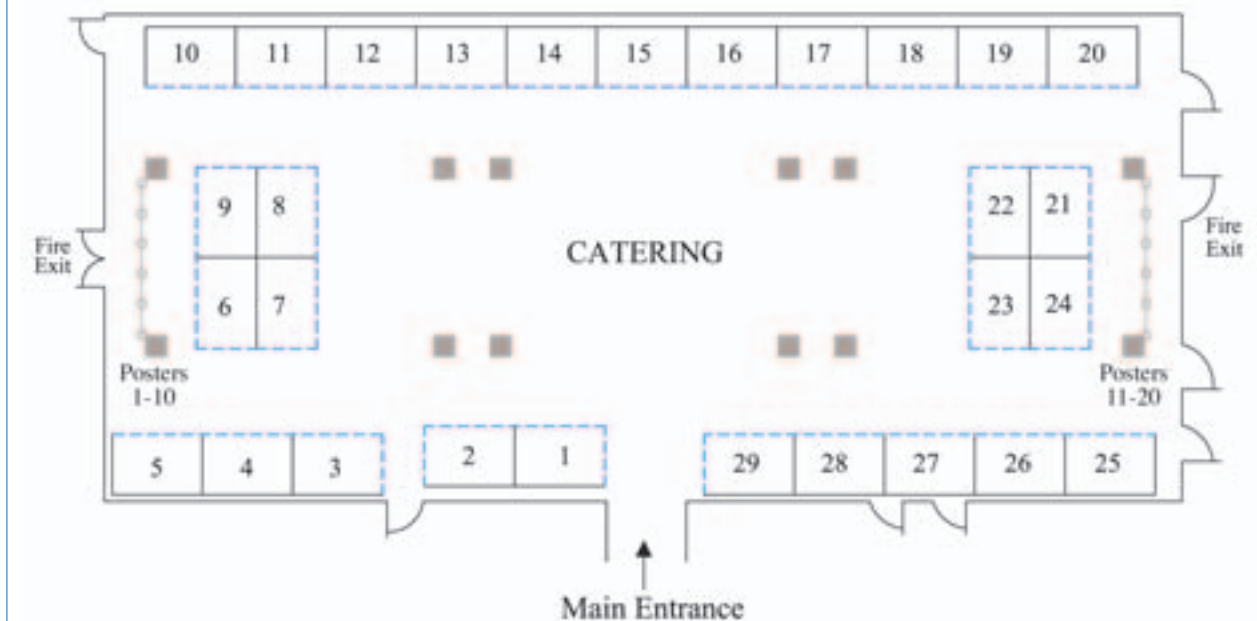 10 11 12 13 14 15 16 17 18 19 20
9 8
22 21
Fire
Exit
CATERING
Fire
Exit
6 7
23 24
Posters
1-10
Posters
11-20
5 4 3
2 1
29 28 27 26 25
Main Entrance